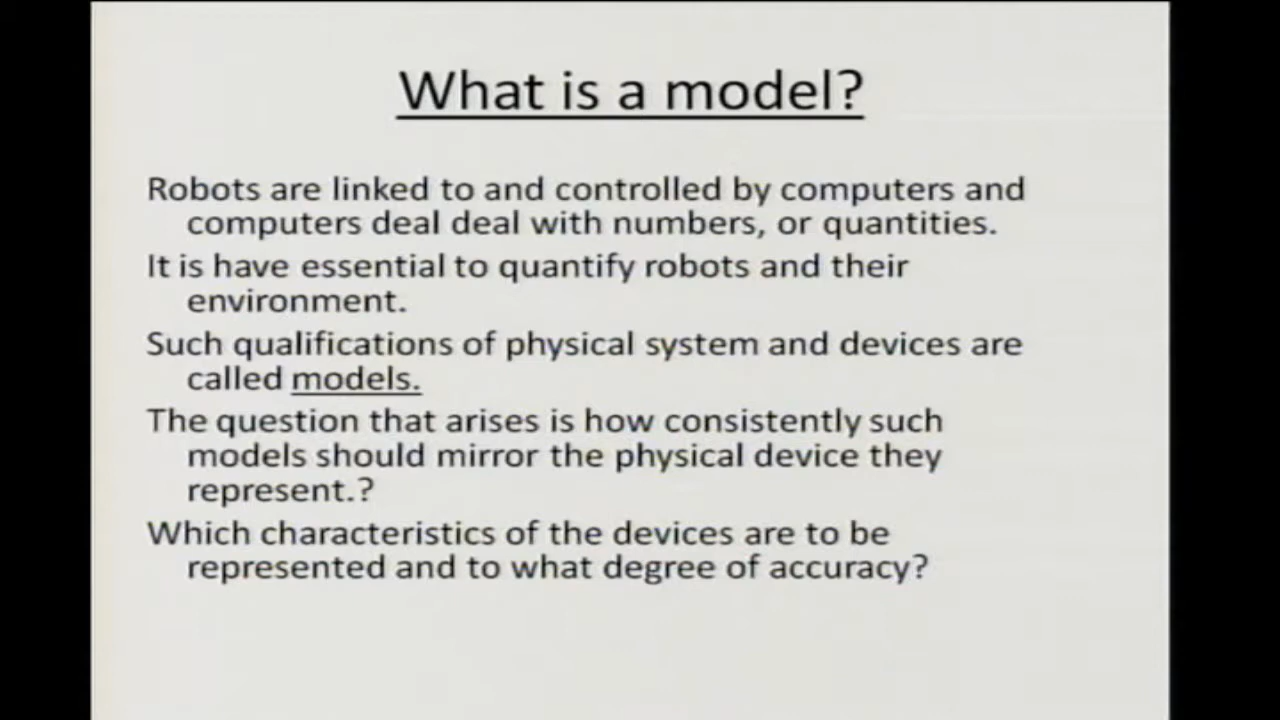 What is a model?
Robots are linked to and controlled by computers and
computers deal deal with numbers, or quantities.
It is have essential to quantify robots and their
environment.
Such qualifications of physical system and devices are
called models.
The question that arises is how consistently such
models should mirror the physical device they
represent.?
Which characteristics of the devices are to be
represented and to what degree of accuracy?